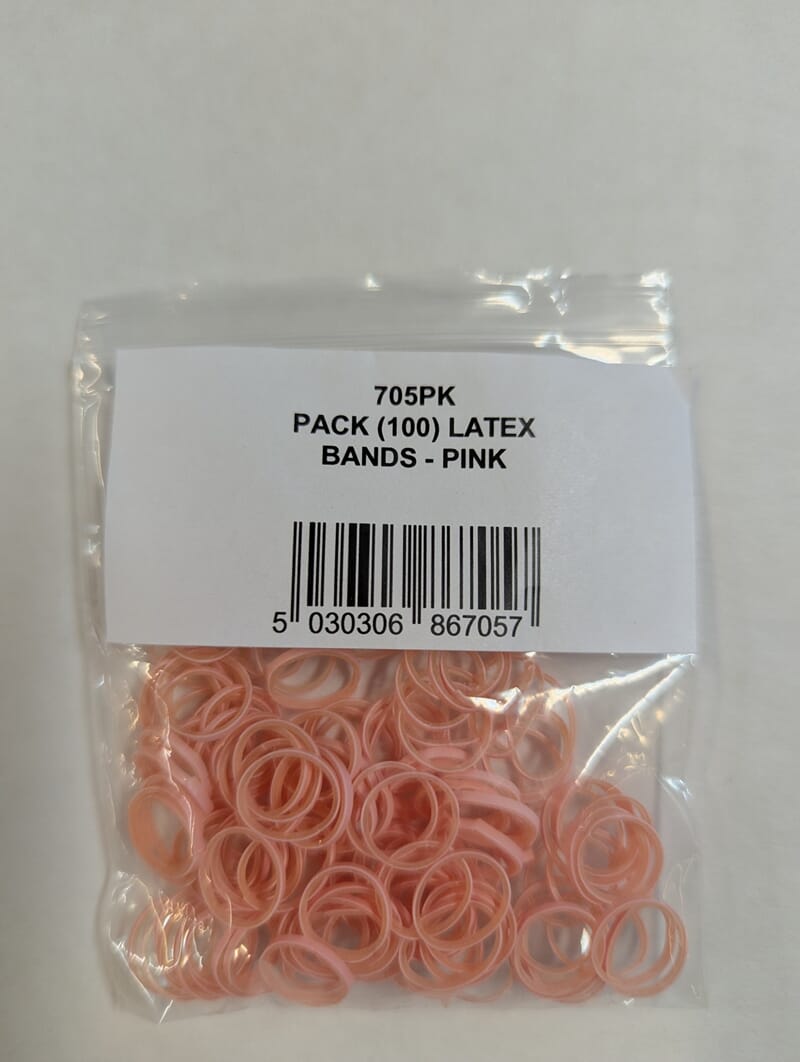 705PK
PACK (100) LATEX
BANDS - PINK
5 030306 867057